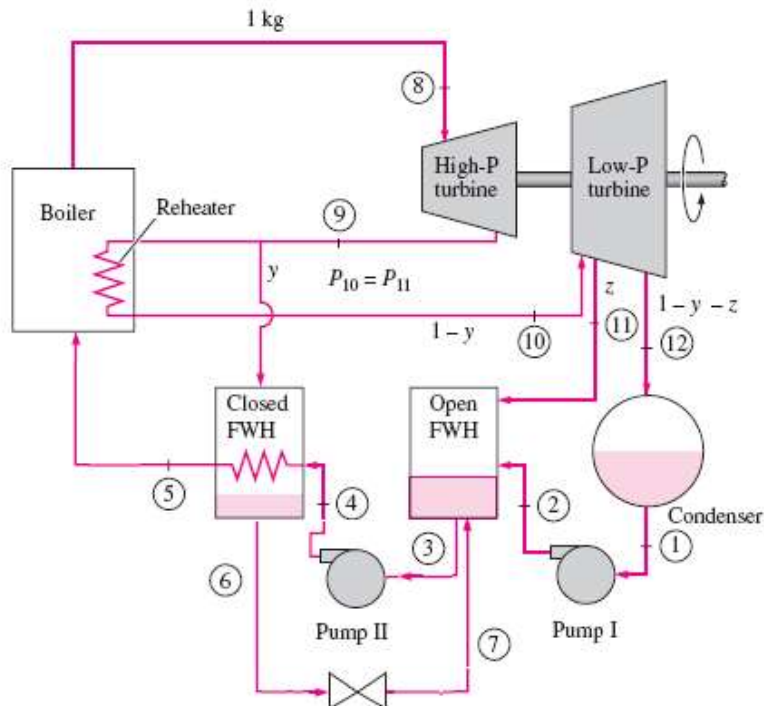 1 kg
8
High-P
turbine
Low-P
turbine
Boiler
Reheater
9
y
P10 = P11
z
1 – y
10
11
1 – y – z
12
Closed
FWH
Open
FWH
5
4
2
Condenser
3
1
6
Pump II
7
Pump I